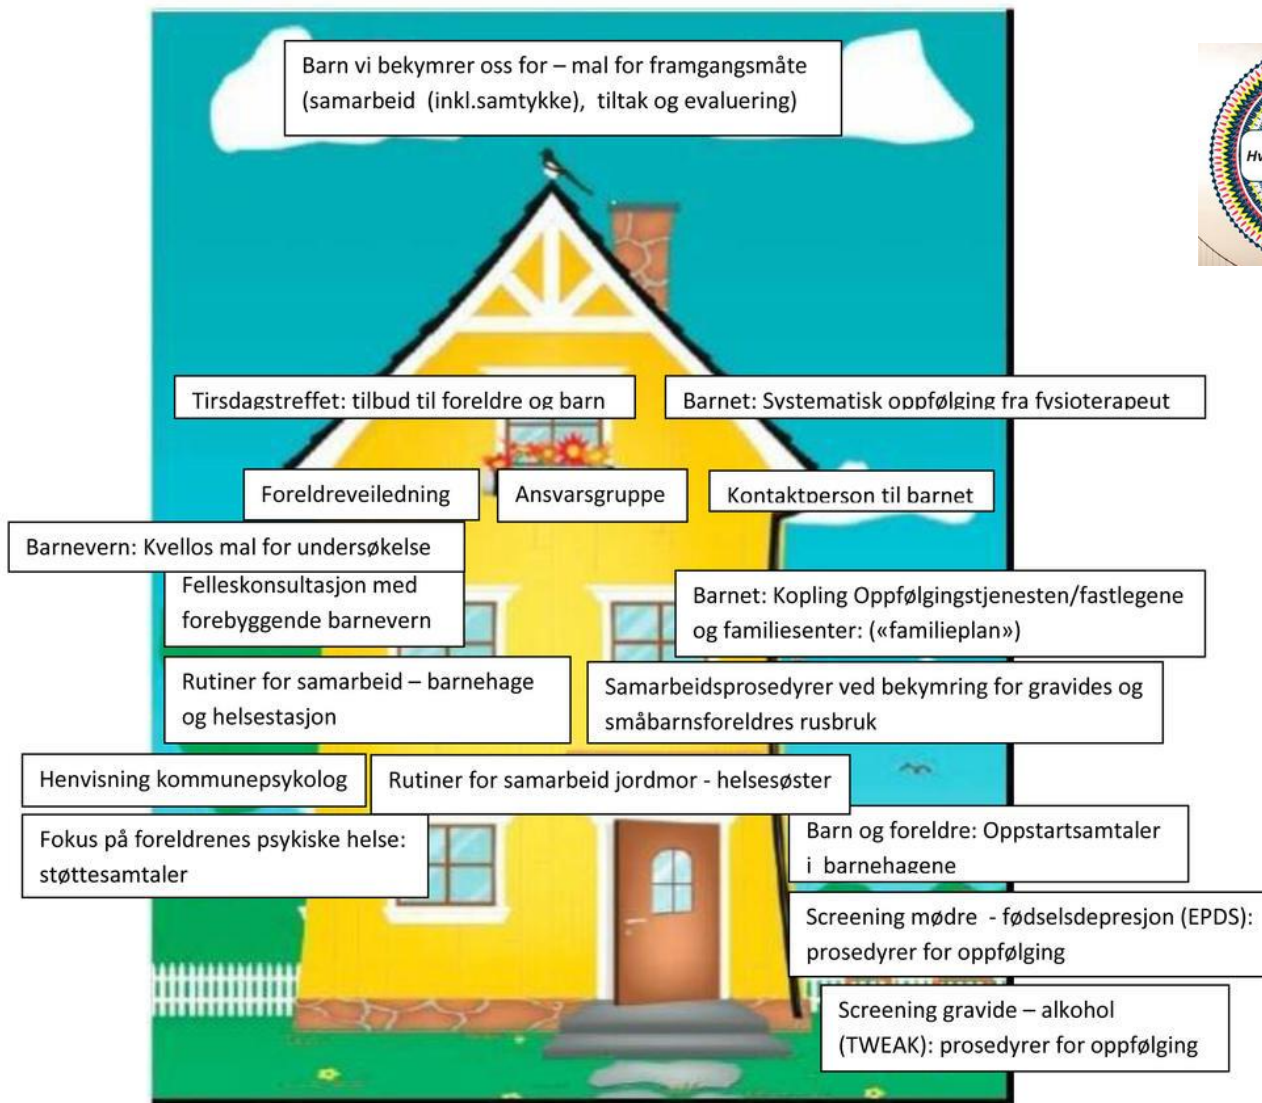 Barn vi bekymrer oss for – mal for framgangsmåte
(samarbeid (inkl.samtykke), tiltak og evaluering)
Tirsdagstreffet: tilbud til foreldre og barn
Barnet: Systematisk oppfølging fra fysioterapeut
Foreldreveiledning
Ansvarsgruppe
Kontaktperson til barnet
Barnevern: Kvellos mal for undersøkelse
Felleskonsultasjon med
forebyggende barnevern
Barnet: Kopling Oppfølgingstjenesten/fastlegene
og familiesenter: («familieplan»)
Rutiner for samarbeid – barnehage
og helsestasjon
Samarbeidsprosedyrer ved bekymring for gravides og
småbarnsforeldres rusbruk
Henvisning kommunepsykolog
Rutiner for samarbeid jordmor - helsesøster
Fokus på foreldrenes psykiske helse:
støttesamtaler
Barn og foreldre: Oppstartsamtaler
i barnehagene
Screening mødre - fødselsdepresjon (EPDS):
prosedyrer for oppfølging
Screening gravide – alkohol
(TWEAK): prosedyrer for oppfølging